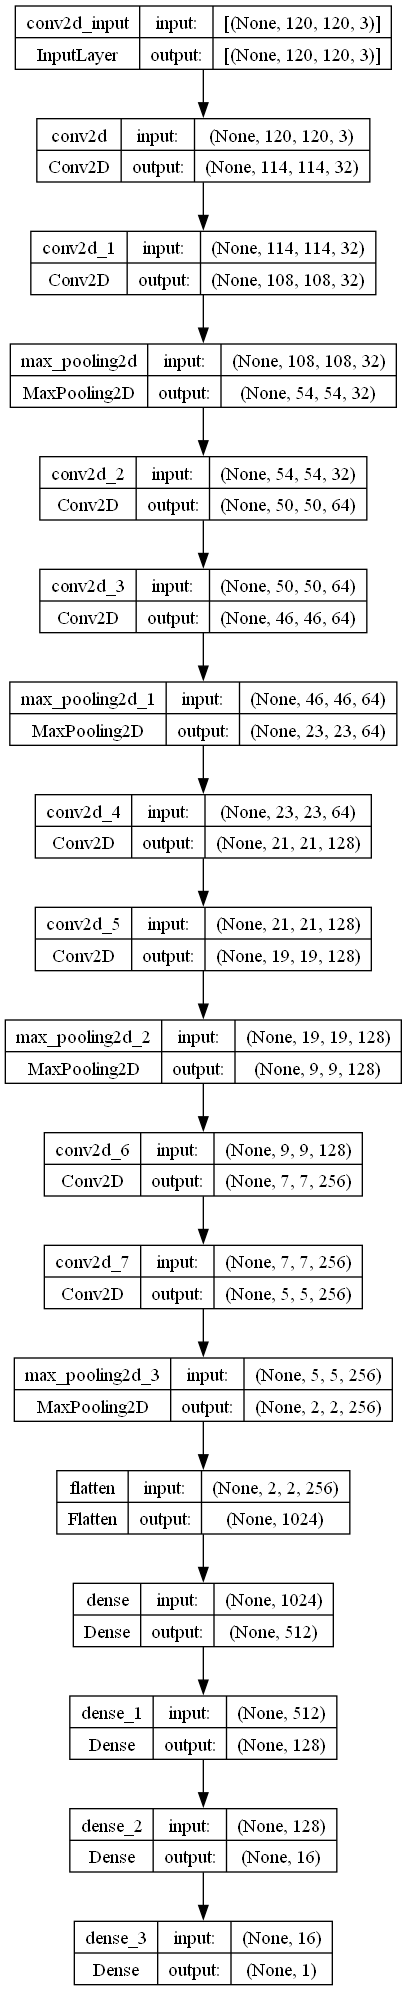 conv2d_input input: [(None, 120, 120, 3)]
InputLayer output: [(None, 120, 120, 3)]
conv2d input: (None, 120, 120, 3)
Conv2D output: (None, 114, 114, 32)
conv2d_1 input: (None, 114, 114, 32)
Conv2D output: (None, 108, 108, 32)
max_pooling2d input: (None, 108, 108, 32)
MaxPooling2D output: (None, 54, 54, 32)
conv2d_2 input: (None, 54, 54, 32)
Conv2D output: (None, 50, 50, 64)
conv2d_3 input: (None, 50, 50, 64)
Conv2D output: (None, 46, 46, 64)
max_pooling2d_1 input: (None, 46, 46, 64)
MaxPooling2D output: (None, 23, 23, 64)
conv2d_4 input: (None, 23, 23, 64)
Conv2D output: (None, 21, 21, 128)
conv2d_5 input: (None, 21, 21, 128)
Conv2D output: (None, 19, 19, 128)
max_pooling2d_2 input: (None, 19, 19, 128)
MaxPooling2D output: (None, 9, 9, 128)
conv2d_6 input: (None, 9, 9, 128)
Conv2D output: (None, 7, 7, 256)
conv2d_7 input: (None, 7, 7, 256)
Conv2D output: (None, 5, 5, 256)
max_pooling2d_3 input: (None, 5, 5, 256)
MaxPooling2D output: (None, 2, 2, 256)
flatten input: (None, 2, 2, 256)
Flatten output: (None, 1024)
dense input: (None, 1024)
Dense output: (None, 512)
dense_1 input: (None, 512)
Dense output: (None, 128)
dense_2 input: (None, 128)
Dense output: (None, 16)
dense_3 input: (None, 16)
Dense output: (None, 1)